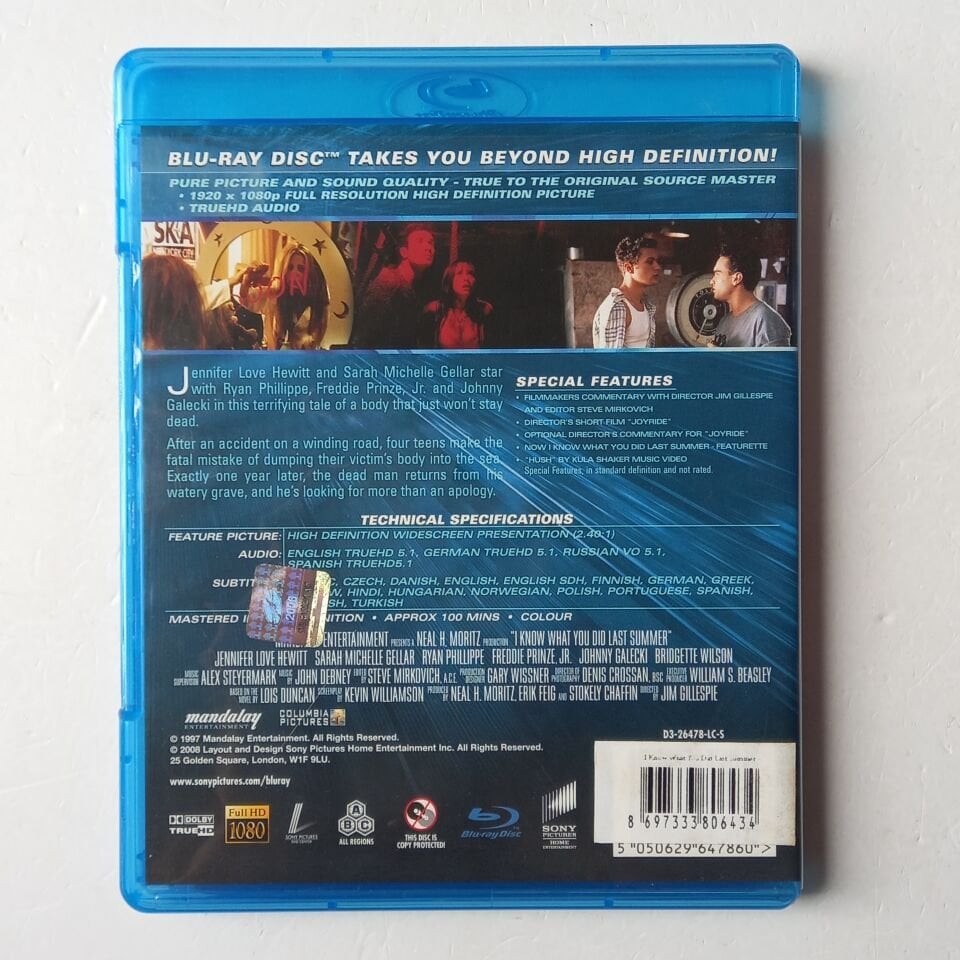 BLU-RAY DISC™ TAKES YOU BEYOND HIGH DEFINITION!
PURE PICTURE AND SOUND QUALITY - TRUE TO THE ORIGINAL SOURCE MASTER
• 1920 x 1080p FULL RESOLUTION HIGH DEFINITION PICTURE
• TRUEHD AUDIO
SKA
NEW YORK CITY
Jennifer Love Hewitt and Sarah Michelle Gellar star
with Ryan Phillippe, Freddie Prinze, Jr. and Johnny
Galecki in this terrifying tale of a body that just won't stay
dead.
After an accident on a winding road, four teens make the
fatal mistake of dumping their victim's body into the sea.
Exactly one year later, the dead man returns from his
watery grave, and he's looking for more than an apology.
SPECIAL FEATURES
• FILMMAKERS COMMENTARY WITH DIRECTOR JIM GILLESPIE
AND EDITOR STEVE MIRKOVICH
• DIRECTOR'S SHORT FILM "JOYRIDE"
• OPTIONAL DIRECTOR'S COMMENTARY FOR "JOYRIDE"
• NOW I KNOW WHAT YOU DID LAST SUMMER - FEATURETTE
• "HUSH" BY KULA SHAKER MUSIC VIDEO
Special Features, in standard definition and not rated.
TECHNICAL SPECIFICATIONS
FEATURE PICTURE: HIGH DEFINITION WIDESCREEN PRESENTATION (2.40:1)
AUDIO: ENGLISH TRUEHD 5.1, GERMAN TRUEHD 5.1, RUSSIAN VO 5.1,
SPANISH TRUEHD5.1
SUBTIT C, CZECH, DANISH, ENGLISH, ENGLISH SDH, FINNISH, GERMAN, GREEK,
W, HINDI, HUNGARIAN, NORWEGIAN, POLISH, PORTUGUESE, SPANISH,
SH, TURKISH
2008
MASTERED I INITION • APPROX 100 MINS • COLOUR
ENTERTAINMENT PRESENTS A NEAL H. MORITZ PRODUCTION "I KNOW WHAT YOU DID LAST SUMMER"
JENNIFER LOVE HEWITT SARAH MICHELLE GELLAR RYAN PHILLIPPE FREDDIE PRINZE, JR. JOHNNY GALECKI BRIDGETTE WILSON
MUSIC SUPERVISION ALEX STEYERMARK MUSIC BY JOHN DEBNEY EDITED BY STEVE MIRKOVICH, A.C.E. PRODUCTION DESIGNER GARY WISSNER DIRECTOR OF PHOTOGRAPHY DENIS CROSSAN, BSC EXECUTIVE PRODUCER WILLIAM S. BEASLEY
BASED ON THE NOVEL BY LOIS DUNCAN SCREENPLAY BY KEVIN WILLIAMSON PRODUCED BY NEAL H. MORITZ, ERIK FEIG AND STOKELY CHAFFIN DIRECTED BY JIM GILLESPIE
mandalay
ENTERTAINMENT
COLUMBIA
PICTURES
D3-26478-LC-S
© 1997 Mandalay Entertainment. All Rights Reserved.
© 2008 Layout and Design Sony Pictures Home Entertainment Inc. All Rights Reserved.
25 Golden Square, London, W1F 9LU.
www.sonypictures.com/bluray
I Know What You Did Last Summer
8 697333 806434
5 050629 647860 >
DOLBY
TRUEHD
Full HD
1080
A
B C
ALL REGIONS
THIS DISC IS
COPY PROTECTED!
Blu-ray Disc
SONY
PICTURES
HOME
ENTERTAINMENT